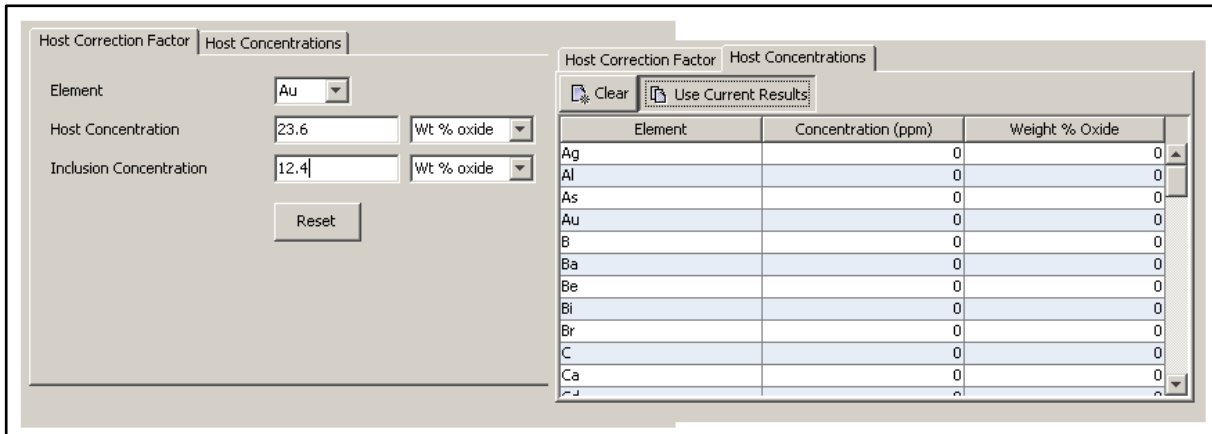 Host Correction Factor Host Concentrations
Element Au
Host Concentration 23.6 Wt % oxide
Inclusion Concentration 12.4 Wt % oxide
Reset
Host Correction Factor Host Concentrations
Clear Use Current Results
Element Concentration (ppm) Weight % Oxide
Ag 0 0
Al 0 0
As 0 0
Au 0 0
B 0 0
Ba 0 0
Be 0 0
Bi 0 0
Br 0 0
C 0 0
Ca 0 0